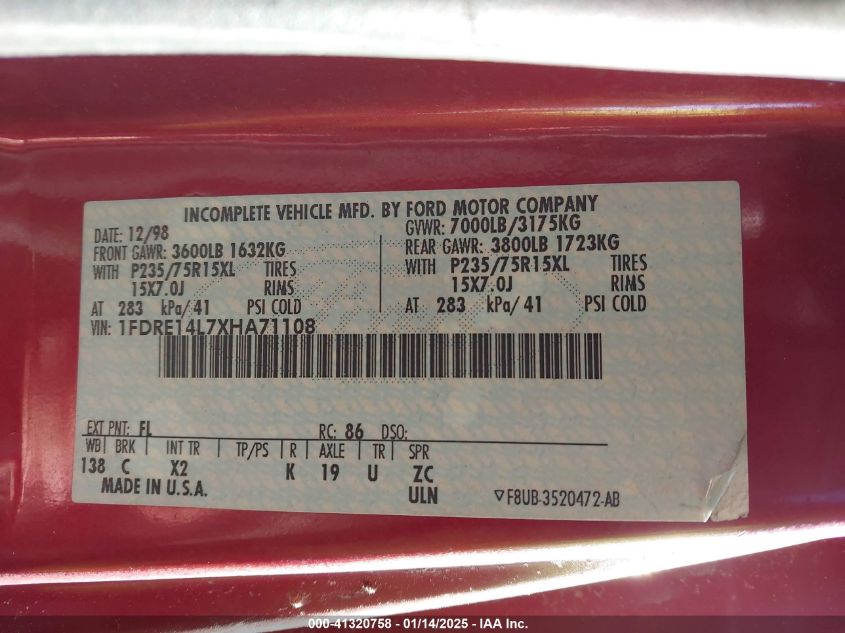 INCOMPLETE VEHICLE MFD. BY FORD MOTOR COMPANY
DATE: 12/98 GVWR: 7000LB/3175KG
FRONT GAWR: 3600LB 1632KG REAR GAWR: 3800LB 1723KG
WITH P235/75R15XL TIRES WITH P235/75R15XL TIRES
15X7.0J RIMS 15X7.0J RIMS
AT 283 kPa/41 PSI COLD AT 283 kPa/41 PSI COLD
VIN: 1FDRE14L7XHA71108
EXT PNT: FL RC: 86 DSO:
WB BRK INT TR TP/PS R AXLE TR SPR
138 C X2 K 19 U ZC
MADE IN U.S.A. ULN ▽F8UB-3520472-AB
000-41320758 - 01/14/2025 - IAA Inc.